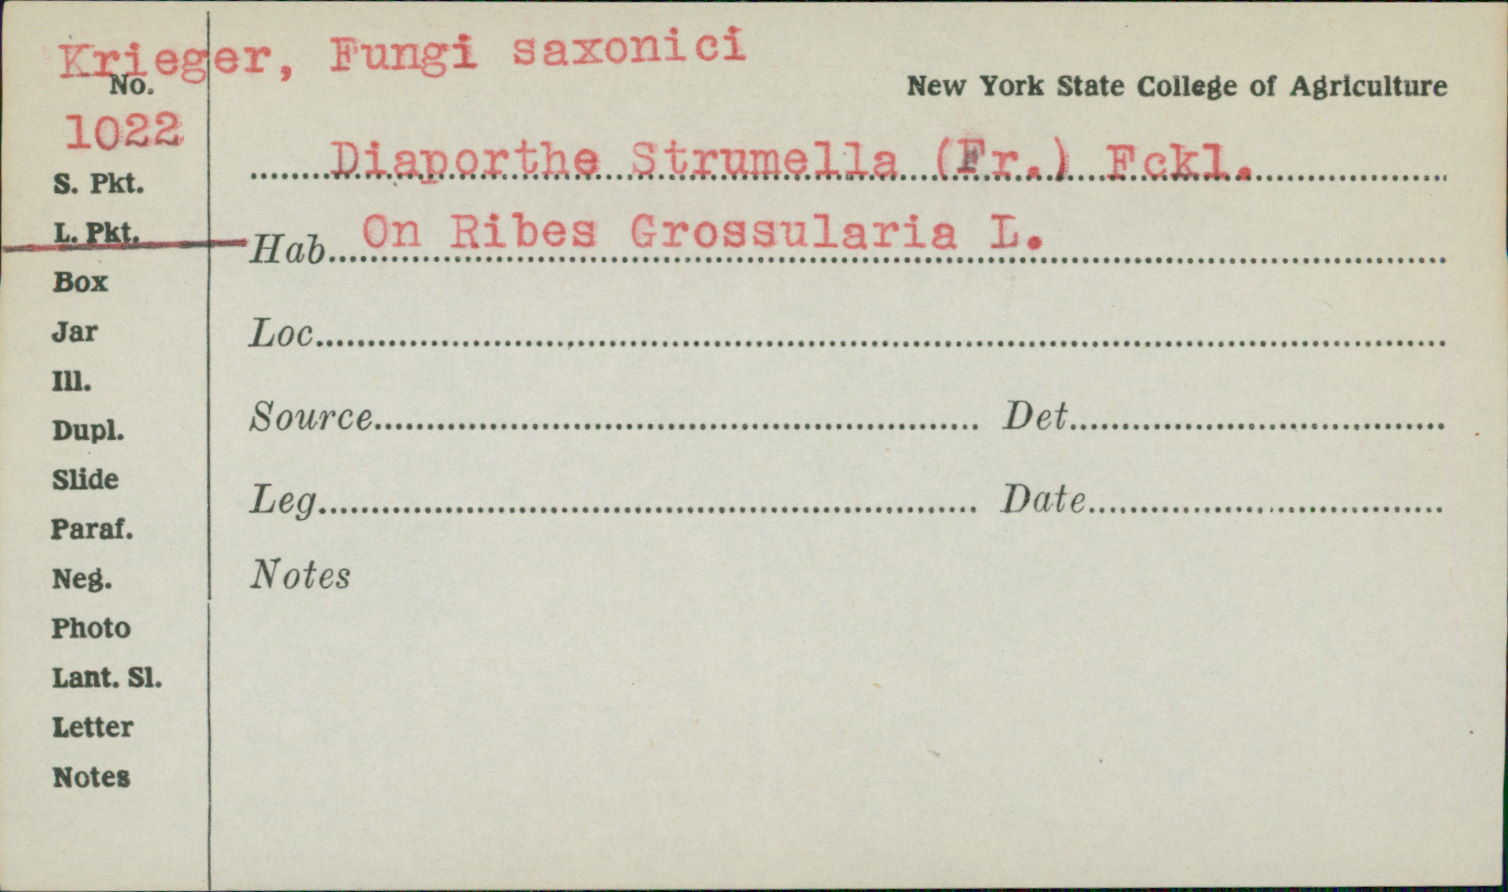 Krieger, Fungi saxonici
No.
New York State College of Agriculture
1022
Diaporthe Strumella (Fr.) Fckl.
S. Pkt.
L. Pkt.
Hab. On Ribes Grossularia L.
Box
Jar
Loc.
Ill.
Source
Det.
Dupl.
Slide
Leg.
Date
Paraf.
Neg.
Notes
Photo
Lant. Sl.
Letter
Notes